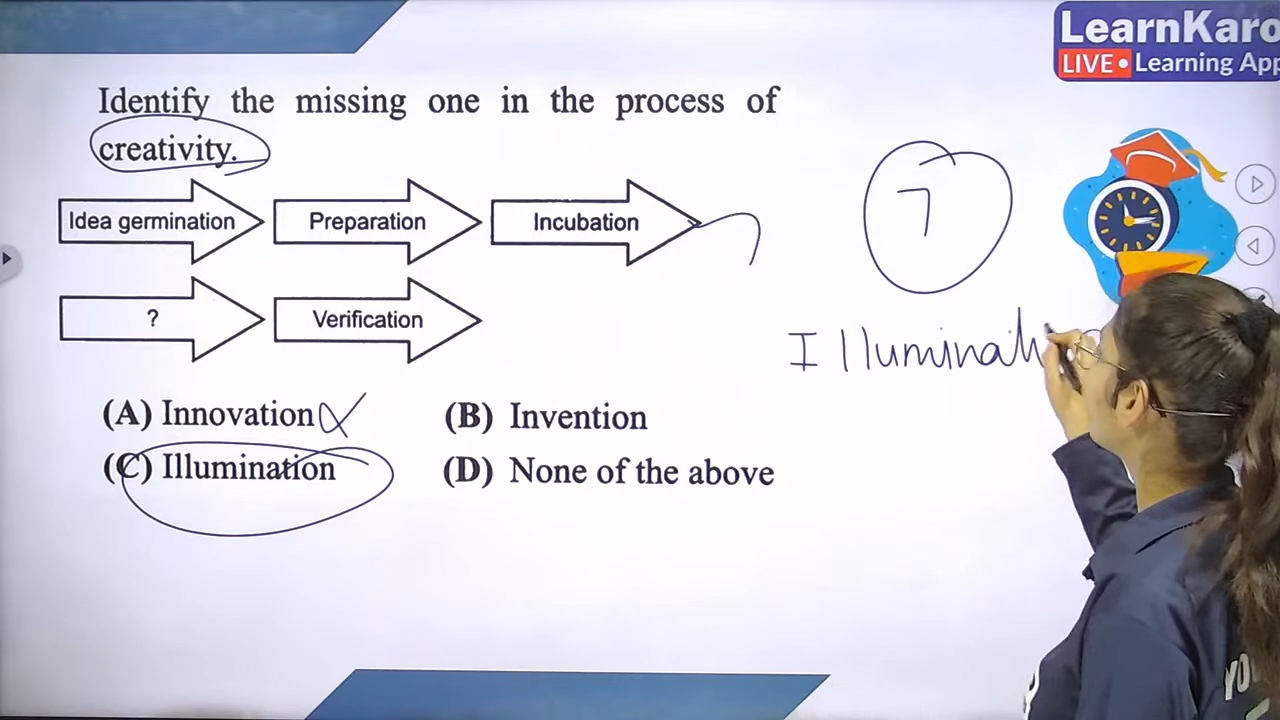 LearnKaro
LIVE • Learning App
Identify the missing one in the process of
creativity.
Idea germination
Preparation
Incubation
?
Verification
(A) Innovation
(B) Invention
(C) Illumination
(D) None of the above
7